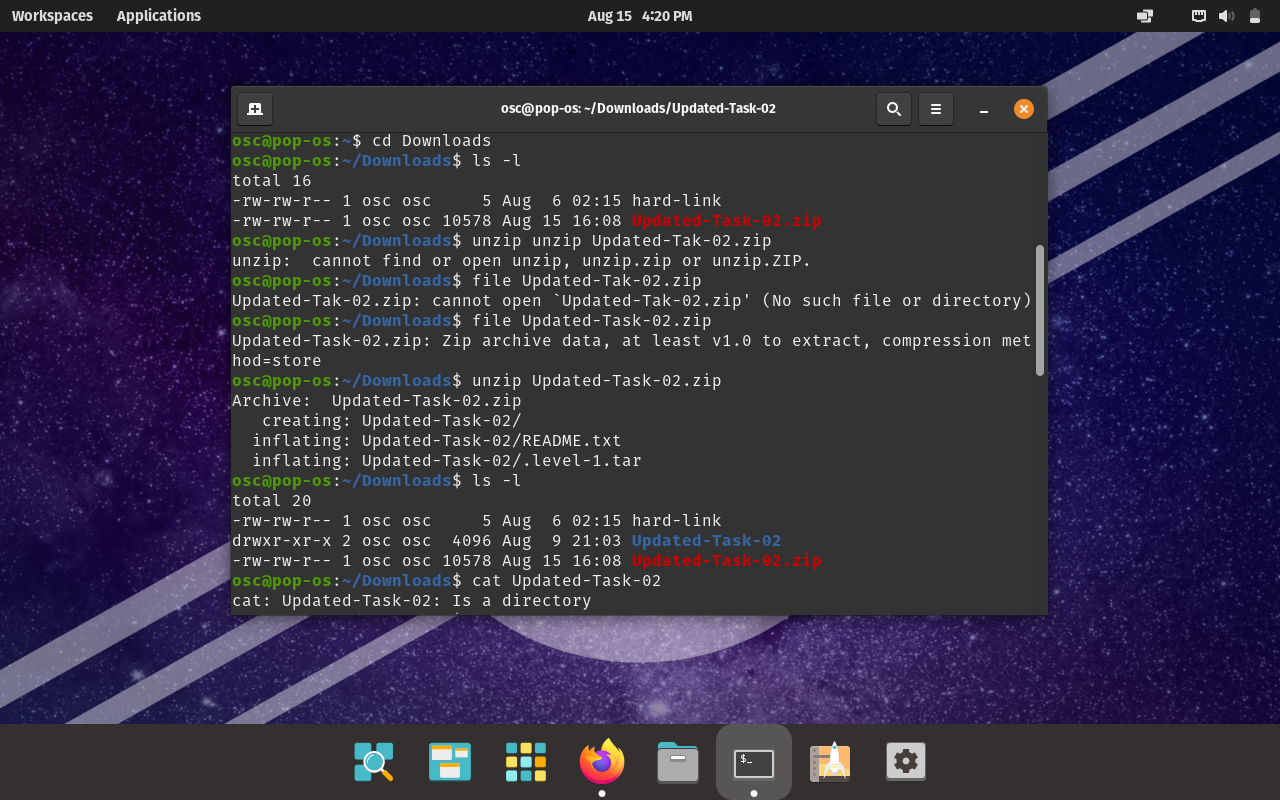 Workspaces Applications Aug 15 4:20 PM
osc@pop-os: ~/Downloads/Updated-Task-02
osc@pop-os:~$ cd Downloads
osc@pop-os:~/Downloads$ ls -l
total 16
-rw-rw-r-- 1 osc osc     5 Aug  6 02:15 hard-link
-rw-rw-r-- 1 osc osc 10578 Aug 15 16:08 Updated-Task-02.zip
osc@pop-os:~/Downloads$ unzip unzip Updated-Tak-02.zip
unzip:  cannot find or open unzip, unzip.zip or unzip.ZIP.
osc@pop-os:~/Downloads$ file Updated-Tak-02.zip
Updated-Tak-02.zip: cannot open `Updated-Tak-02.zip' (No such file or directory)
osc@pop-os:~/Downloads$ file Updated-Task-02.zip
Updated-Task-02.zip: Zip archive data, at least v1.0 to extract, compression met
hod=store
osc@pop-os:~/Downloads$ unzip Updated-Task-02.zip
Archive:  Updated-Task-02.zip
   creating: Updated-Task-02/
  inflating: Updated-Task-02/README.txt
  inflating: Updated-Task-02/.level-1.tar
osc@pop-os:~/Downloads$ ls -l
total 20
-rw-rw-r-- 1 osc osc     5 Aug  6 02:15 hard-link
drwxr-xr-x 2 osc osc  4096 Aug  9 21:03 Updated-Task-02
-rw-rw-r-- 1 osc osc 10578 Aug 15 16:08 Updated-Task-02.zip
osc@pop-os:~/Downloads$ cat Updated-Task-02
cat: Updated-Task-02: Is a directory
$_